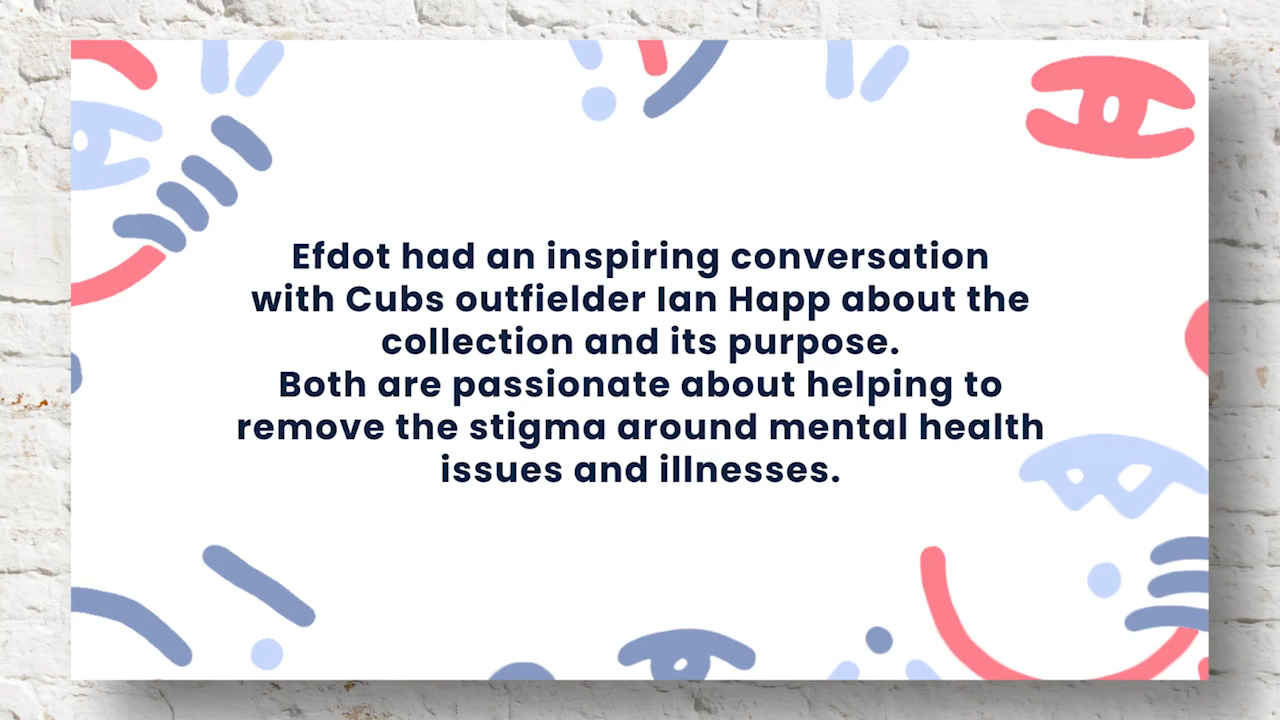 Efdot had an inspiring conversation
with Cubs outfielder Ian Happ about the
collection and its purpose.
Both are passionate about helping to
remove the stigma around mental health
issues and illnesses.